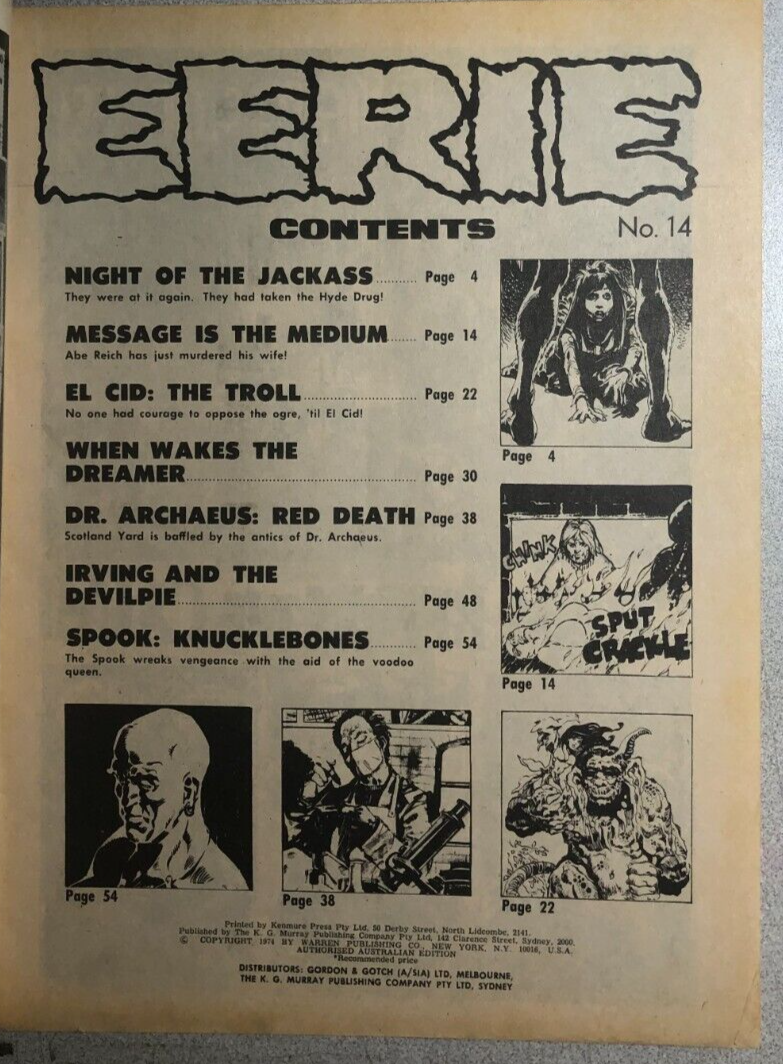 EERIE
CONTENTS
No. 14
NIGHT OF THE JACKASS.......... Page 4
They were at it again. They had taken the Hyde Drug!
MESSAGE IS THE MEDIUM....... Page 14
Abe Reich has just murdered his wife!
EL CID: THE TROLL............................ Page 22
No one had courage to oppose the ogre, 'til El Cid!
WHEN WAKES THE
DREAMER......................................................... Page 30
DR. ARCHAEUS: RED DEATH Page 38
Scotland Yard is baffled by the antics of Dr. Archaeus.
IRVING AND THE
DEVILPIE........................................................... Page 48
SPOOK: KNUCKLEBONES........... Page 54
The Spook wreaks vengeance with the aid of the voodoo
queen.
Page 4
CHINK
SPUT
CRACKLE
Page 14
Page 54
Page 38
Page 22
Printed by Kenmure Press Pty Ltd, 50 Derby Street, North Lidcombe, 2141.
Published by The K. G. Murray Publishing Company Pty Ltd, 142 Clarence Street, Sydney, 2000.
© COPYRIGHT 1974 BY WARREN PUBLISHING CO., NEW YORK, N.Y. 10016, U.S.A.
AUTHORISED AUSTRALIAN EDITION
*Recommended price
DISTRIBUTORS: GORDON & GOTCH (A/SIA) LTD, MELBOURNE,
THE K. G. MURRAY PUBLISHING COMPANY PTY LTD, SYDNEY